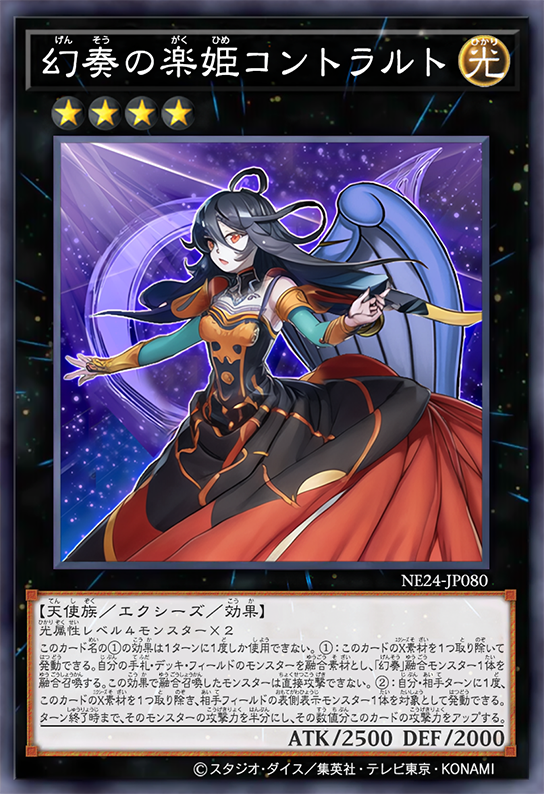 幻奏の楽姫コントラルト 光
【天使族／エクシーズ／効果】
光属性レベル４モンスター×２
このカード名の①の効果は1ターンに1度しか使用できない。①：このカードのX素材を1つ取り除いて
発動できる。自分の手札・デッキ・フィールドのモンスターを融合素材とし、「幻奏」融合モンスター1体を
融合召喚する。この効果で融合召喚したモンスターは直接攻撃できない。②：自分・相手ターンに1度、
このカードのX素材を1つ取り除き、相手フィールドの表側表示モンスター1体を対象として発動できる。
ターン終了時まで、そのモンスターの攻撃力を半分にし、その数値分このカードの攻撃力をアップする。
NE24-JP080
ATK/2500 DEF/2000
©スタジオ・ダイス／集英社・テレビ東京・KONAMI